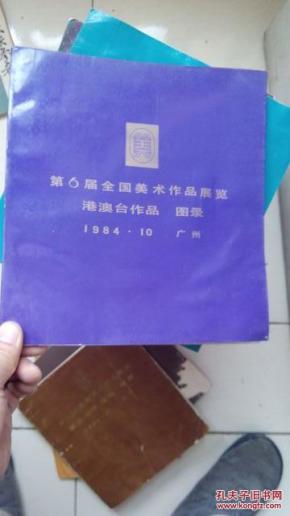 美
第6届全国美术作品展览
港澳台作品 图录
1984·10 广州
孔夫子旧书网